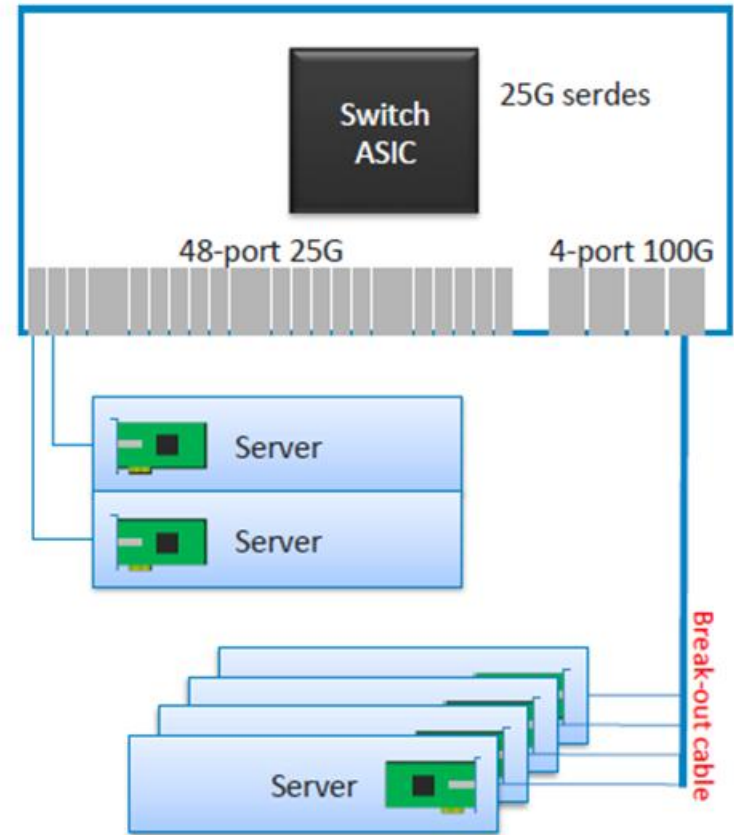 Switch
ASIC
25G serdes
48-port 25G
4-port 100G
Server
Server
Server
Break-out cable